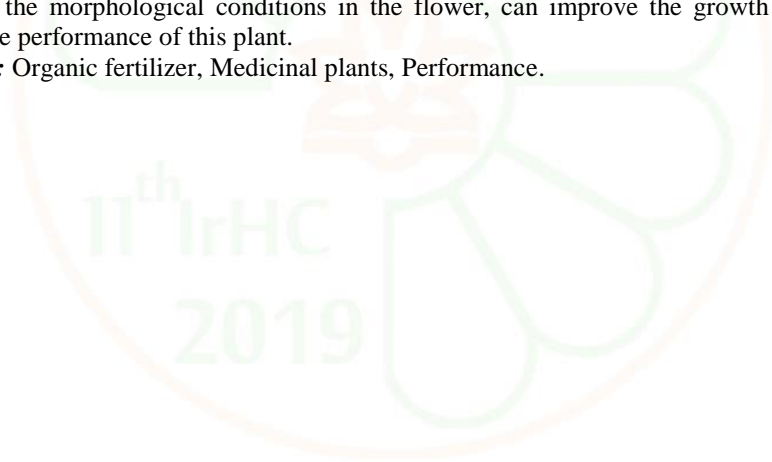 the morphological conditions in the flower, can improve the growth
performance of this plant.
: Organic fertilizer, Medicinal plants, Performance.
11th IrHC
2019